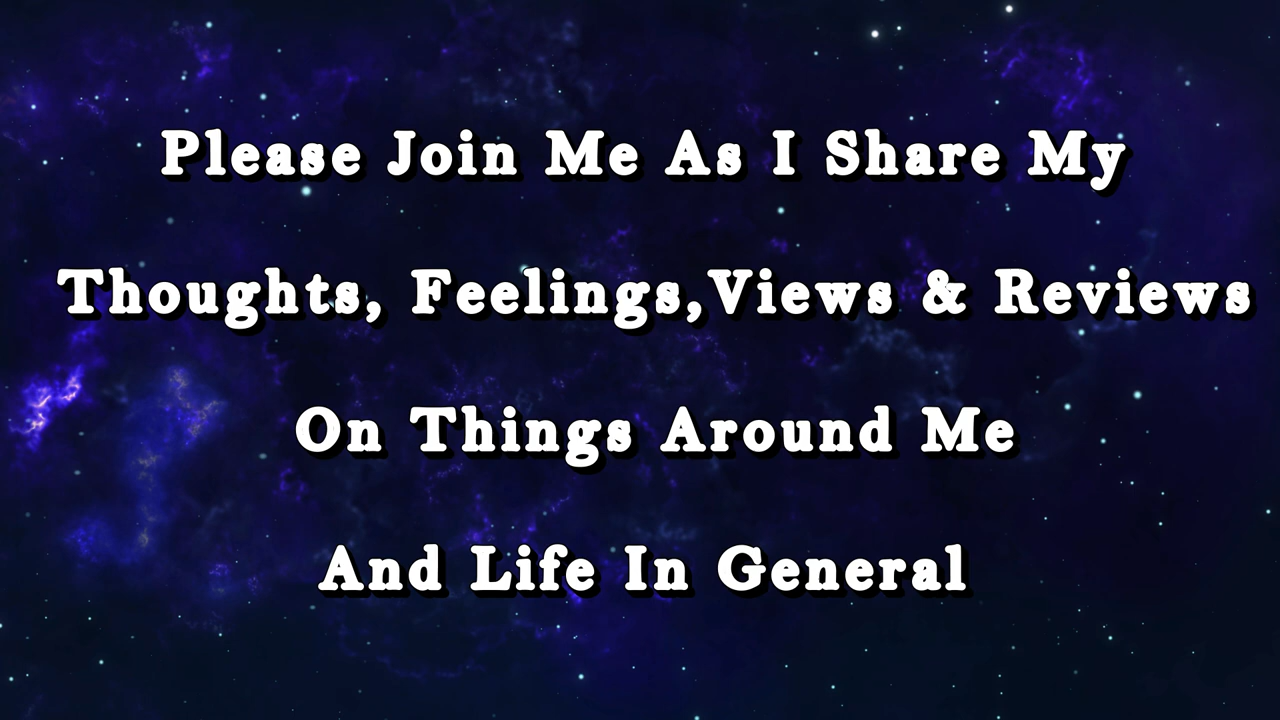 Please Join Me As I Share My
Thoughts, Feelings,Views & Reviews
On Things Around Me
And Life In General